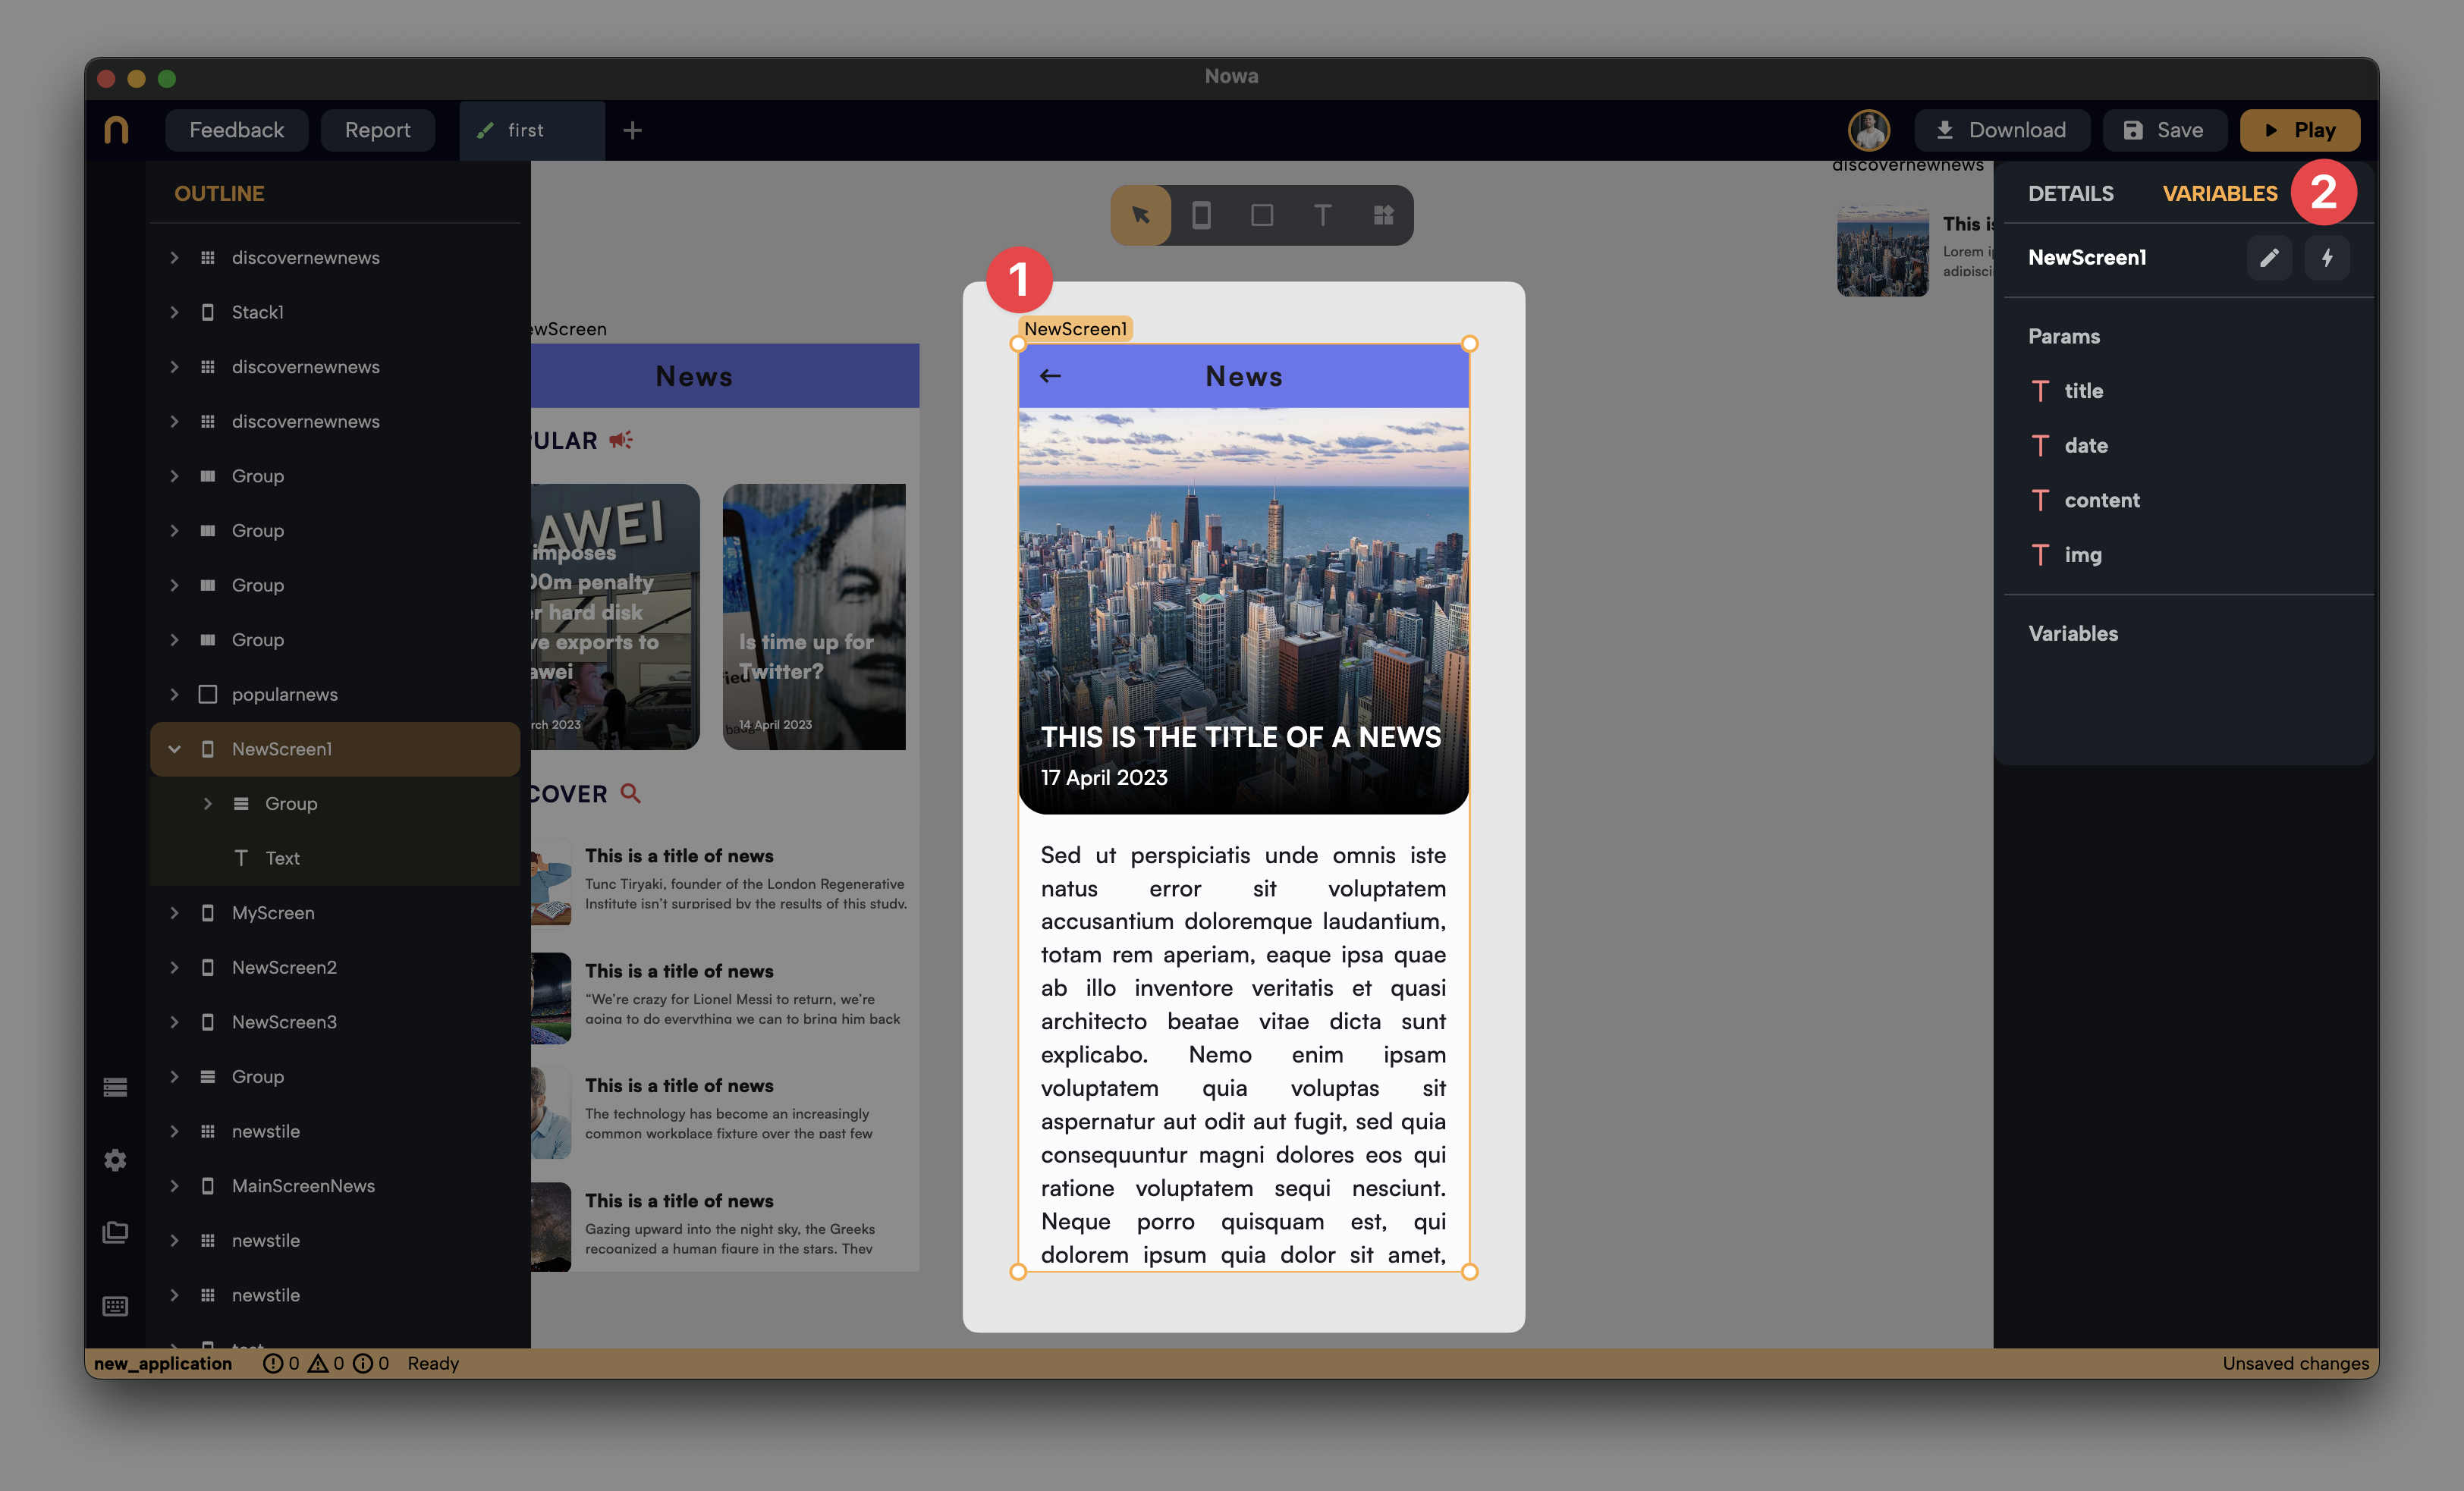 Nowa
Feedback
Report
first
Download
Save
Play
OUTLINE
discovernewnews
Stack1
discovernewnews
discovernewnews
Group
Group
Group
Group
popularnews
NewScreen1
Group
Text
MyScreen
NewScreen2
NewScreen3
Group
newstile
MainScreenNews
newstile
newstile
ewScreen
News
PULAR
AWEI
imposes
00m penalty
r hard disk
ve exports to
awei
rch 2023
Is time up for
Twitter?
14 April 2023
COVER
This is a title of news
Tunc Tiryaki, founder of the London Regenerative
Institute isn't surprised by the results of this study.
This is a title of news
“We're crazy for Lionel Messi to return, we're
going to do everything we can to bring him back
This is a title of news
The technology has become an increasingly
common workplace fixture over the past few
This is a title of news
Gazing upward into the night sky, the Greeks
recognized a human figure in the stars. They
1
NewScreen1
News
THIS IS THE TITLE OF A NEWS
17 April 2023
Sed ut perspiciatis unde omnis iste
natus error sit voluptatem
accusantium doloremque laudantium,
totam rem aperiam, eaque ipsa quae
ab illo inventore veritatis et quasi
architecto beatae vitae dicta sunt
explicabo. Nemo enim ipsam
voluptatem quia voluptas sit
aspernatur aut odit aut fugit, sed quia
consequuntur magni dolores eos qui
ratione voluptatem sequi nesciunt.
Neque porro quisquam est, qui
dolorem ipsum quia dolor sit amet,
discovernewnews
This is
Lorem i
adipisci
DETAILS
VARIABLES
2
NewScreen1
Params
title
date
content
img
Variables
new_application
0
0
0
Ready
Unsaved changes